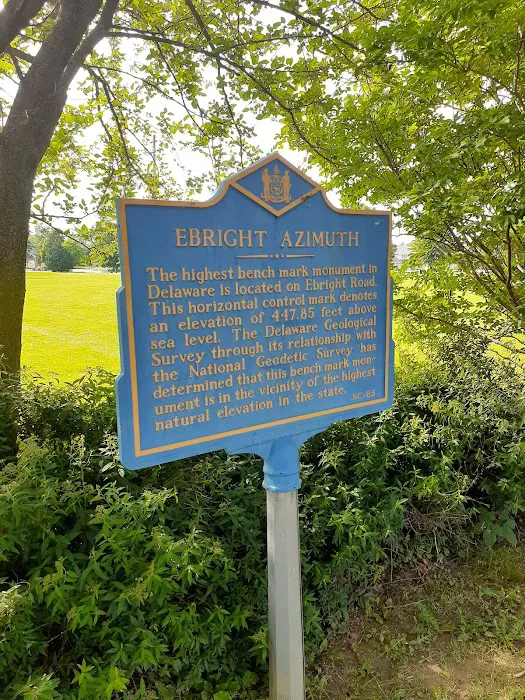 EBRIGHT AZIMUTH
The highest bench mark monument in
Delaware is located on Ebright Road.
This horizontal control mark denotes
an elevation of 447.85 feet above
sea level. The Delaware Geological
Survey through its relationship with
the National Geodetic Survey has
determined that this bench mark mon-
ument is in the vicinity of the highest
natural elevation in the state. NC-85